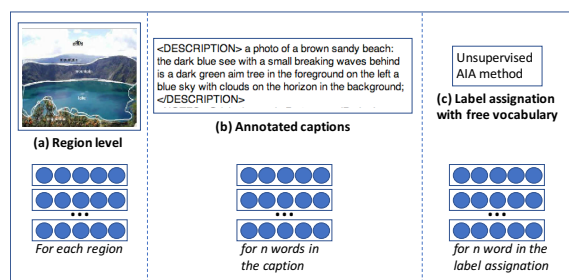 <DESCRIPTION> a photo of a brown sandy beach:
the dark blue see with a small breaking waves behind
is a dark green aim tree in the foreground on the left a
blue sky with clouds on the horizon in the background;
</DESCRIPTION>
(a) Region level
(b) Annotated captions
Unsupervised
AIA method
(c) Label assignation
with free vocabulary
...
For each region
...
for n words in
the caption
...
for n word in the
label assignation